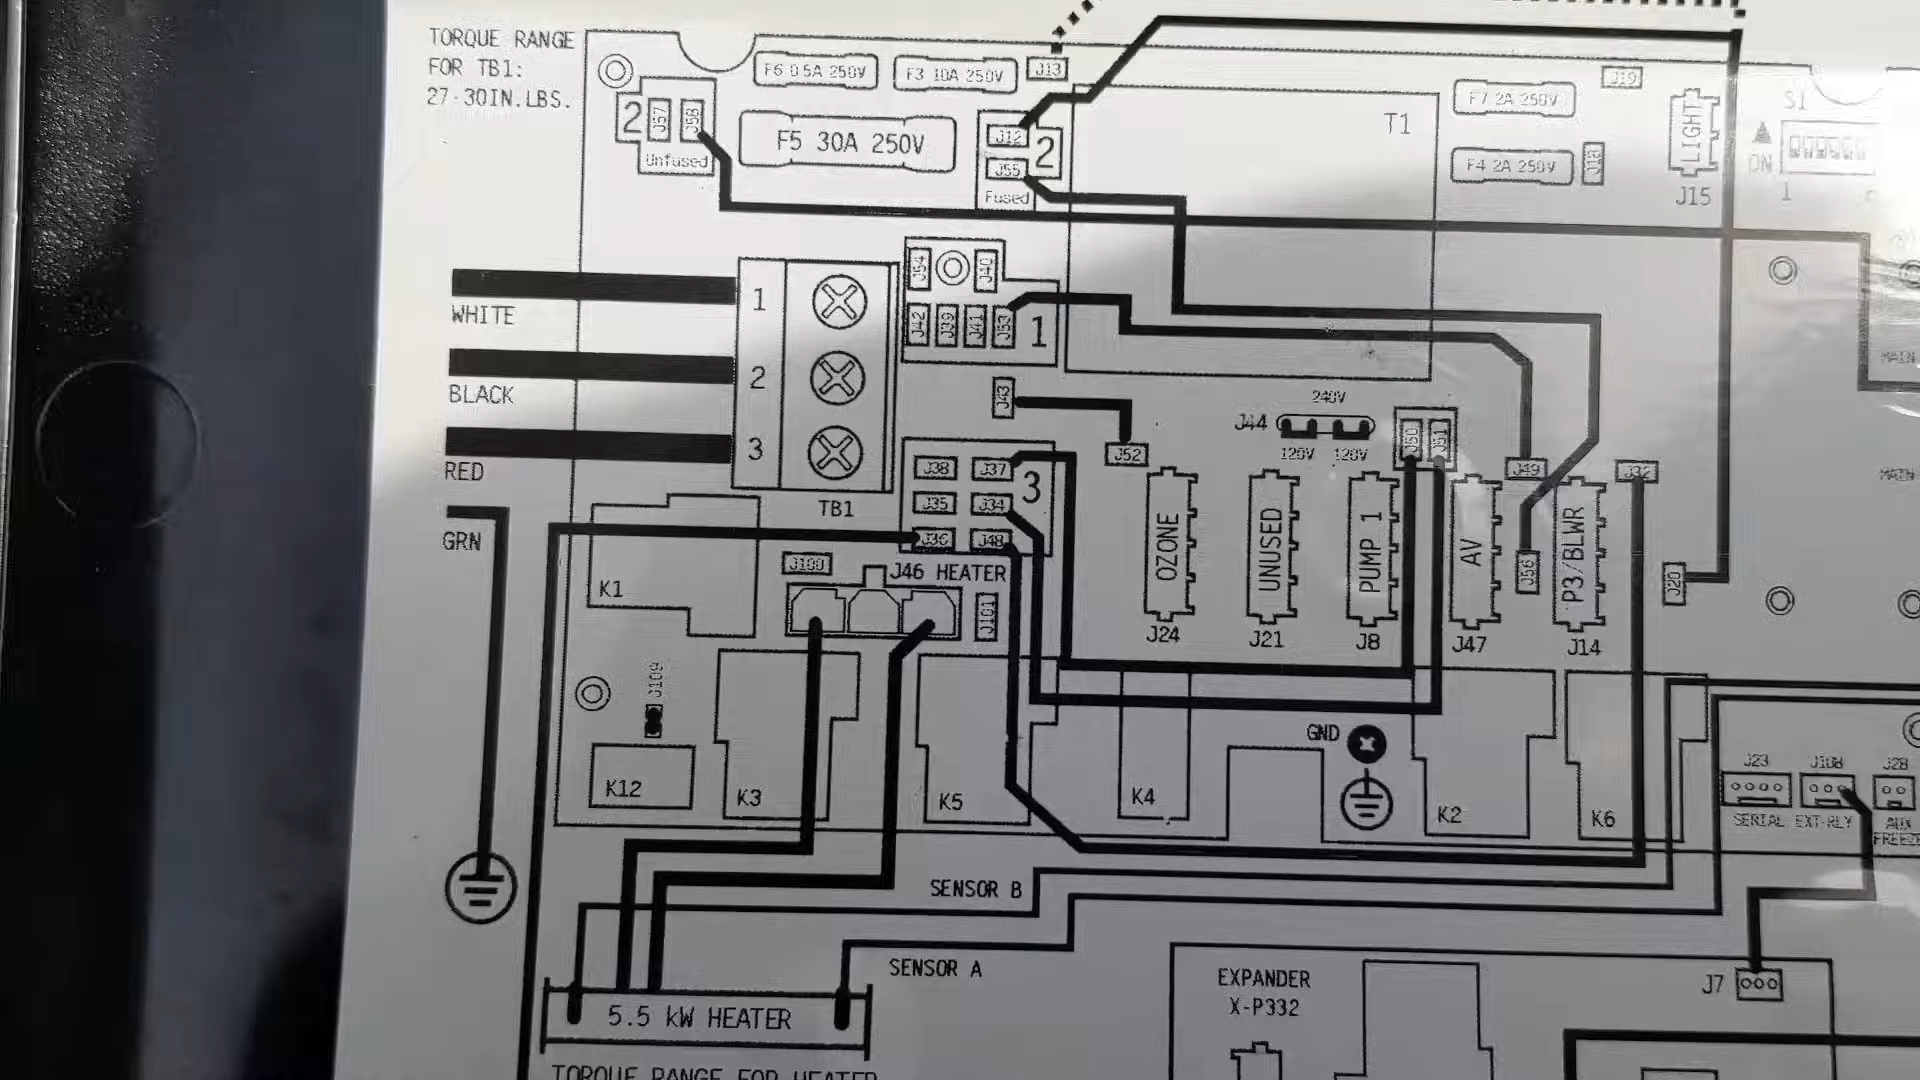 TORQUE RANGE
FOR TB1:
27-30IN.LBS.
F6 0.5A 250V
F3 10A 250V
J13
2
J57
J58
Unfused
F5 30A 250V
J12
J55
2
Fused
T1
F7 2A 250V
F4 2A 250V
J18
J19
LIGHT
J15
S1
ON
1
WHITE
BLACK
RED
GRN
1
2
3
TB1
J54
J40
J42
J39
J41
J53
1
J43
J52
240V
J44
120V
120V
J50
J51
J49
J32
J38
J37
J35
J34
J36
J48
3
MAIN
MAIN
OZONE
J24
UNUSED
J21
PUMP 1
J8
AV
J47
J56
P3/BLWR
J14
J20
K1
J100
J46 HEATER
J101
J109
K12
K3
K5
K4
GND
K2
K6
J23
J108
J28
SERIAL
EXT-RLY
AUX
FREEZE
SENSOR B
SENSOR A
5.5 kW HEATER
TORQUE RANGE FOR HEATER
EXPANDER
X-P332
J7